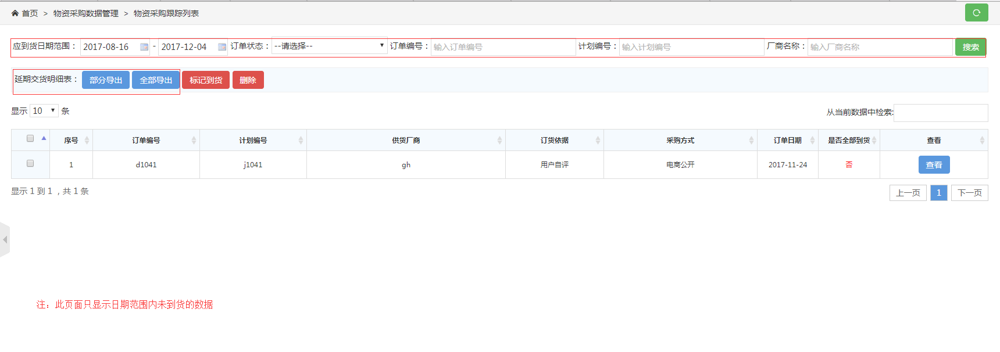 首页 > 物资采购数据管理 > 物资采购跟踪列表
应到货日期范围： 2017-08-16 - 2017-12-04 订单状态： --请选择-- 订单编号： 输入订单编号 计划编号： 输入计划编号 厂商名称： 输入厂商名称 搜索
延期交货明细表： 部分导出 全部导出 标记到货 删除
显示 10 条 从当前数据中检索:
序号 订单编号 计划编号 供货厂商 订货依据 采购方式 订单日期 是否全部到货 查看
1 d1041 j1041 gh 用户自评 电商公开 2017-11-24 否 查看
显示 1 到 1 ，共 1 条 上一页 1 下一页
注：此页面只显示日期范围内未到货的数据